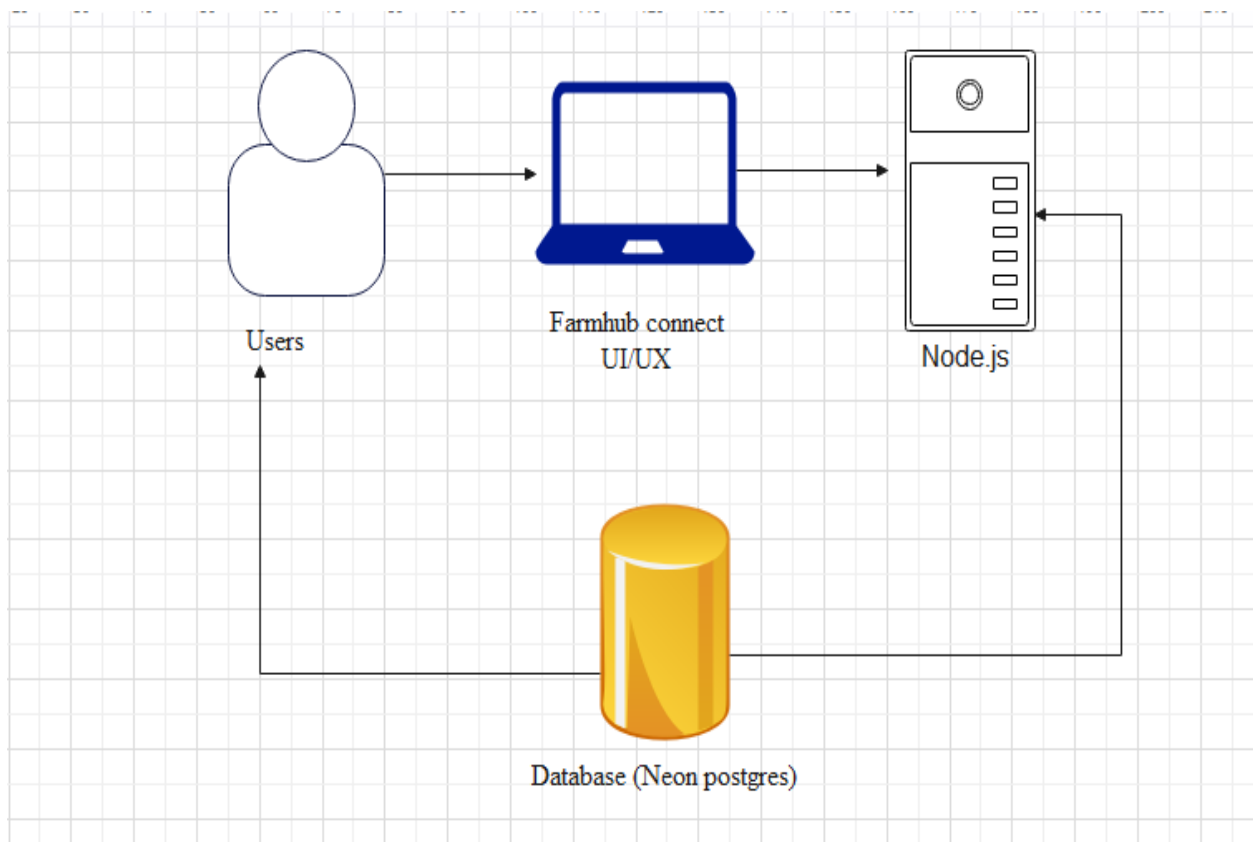 Users
Farmhub connect
UI/UX
Node.js
Database (Neon postgres)